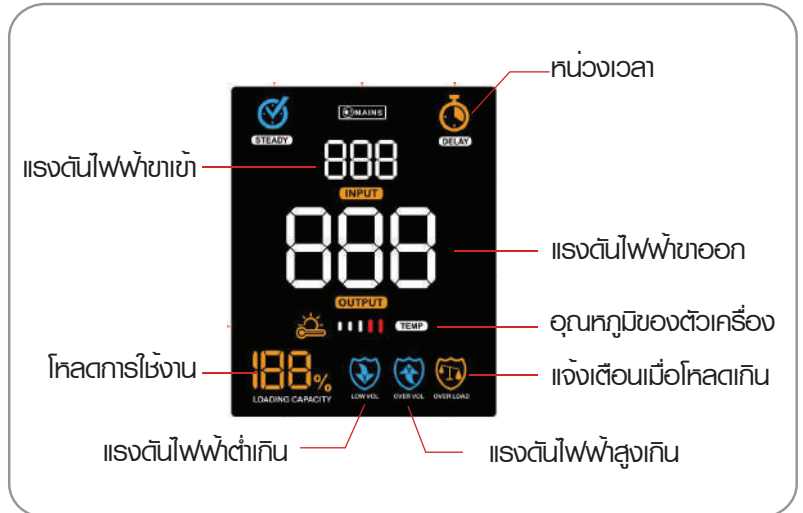 หน่วงเวลา
MAINS
STEADY
DELAY
แรงดันไฟฟ้าขาเข้า
888
INPUT
888
แรงดันไฟฟ้าขาออก
OUTPUT
TEMP
อุณหภูมิของตัวเครื่อง
โหลดการใช้งาน
188%
แจ้งเตือนเมื่อโหลดเกิน
LOADING CAPACITY
LOW VOL
OVER VOL
OVER LOAD
แรงดันไฟฟ้าต่ำเกิน
แรงดันไฟฟ้าสูงเกิน